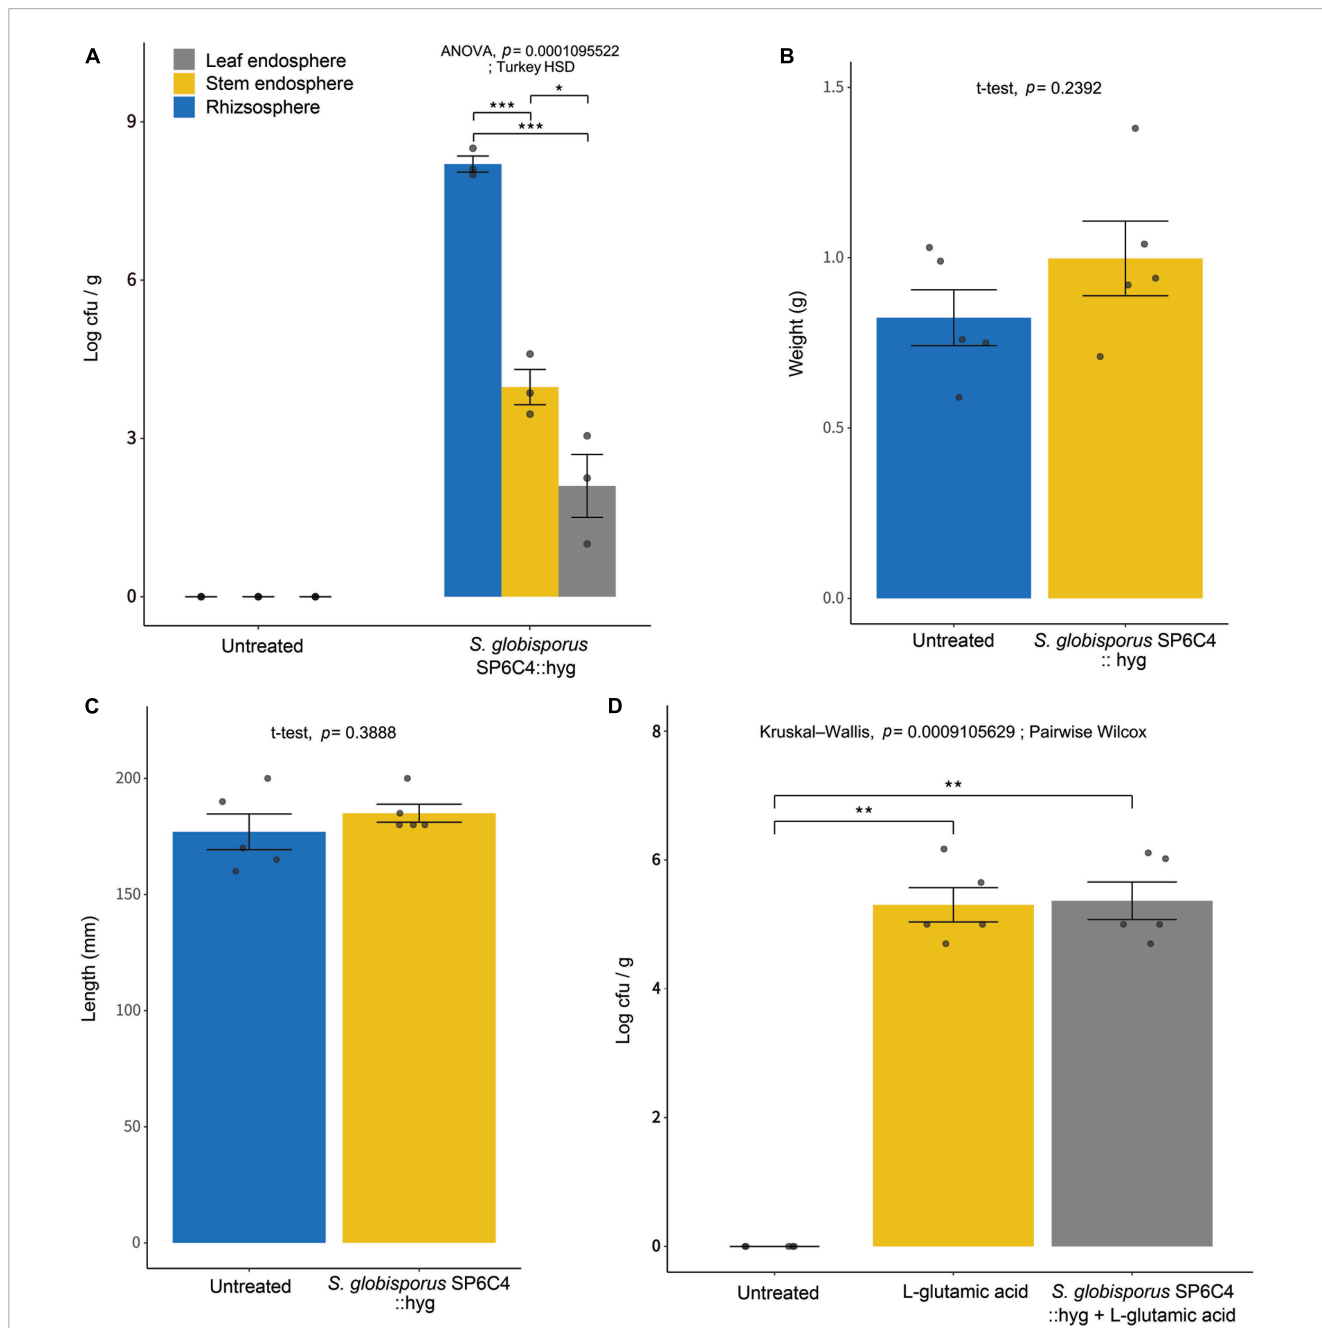 A
Leaf endosphere
Stem endosphere
Rhizsosphere
ANOVA, p = 0.0001095522
; Turkey HSD
*
***
***
Log cfu / g
9
6
3
0
Untreated
S. globisporus
SP6C4::hyg
B
t-test, p = 0.2392
Weight (g)
1.5
1.0
0.5
0.0
Untreated
S. globisporus SP6C4
:: hyg
C
t-test, p = 0.3888
Length (mm)
200
150
100
50
0
Untreated
S. globisporus SP6C4
::hyg
D
Kruskal–Wallis, p = 0.0009105629 ; Pairwise Wilcox
**
**
Log cfu / g
8
6
4
2
0
Untreated
L-glutamic acid
S. globisporus SP6C4
::hyg + L-glutamic acid